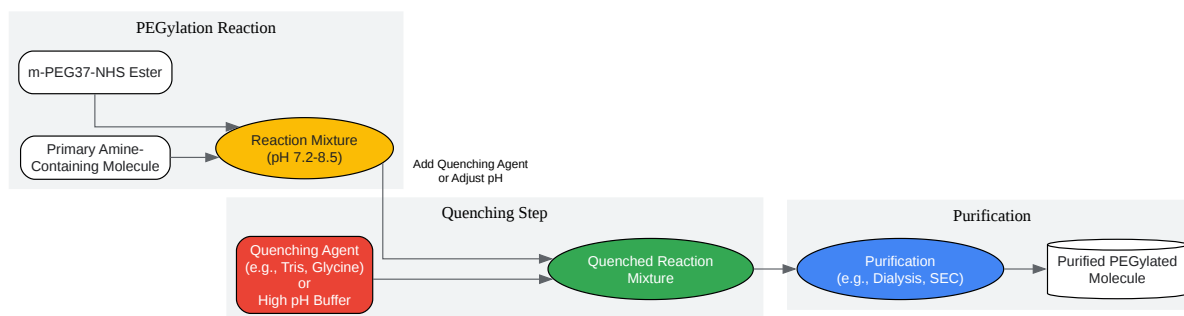 PEGylation Reaction
m-PEG37-NHS Ester
Primary Amine-
Containing Molecule
Reaction Mixture
(pH 7.2-8.5)
Add Quenching Agent
or Adjust pH
Quenching Step
Quenching Agent
(e.g., Tris, Glycine)
or
High pH Buffer
Quenched Reaction
Mixture
Purification
Purification
(e.g., Dialysis, SEC)
Purified PEGylated
Molecule